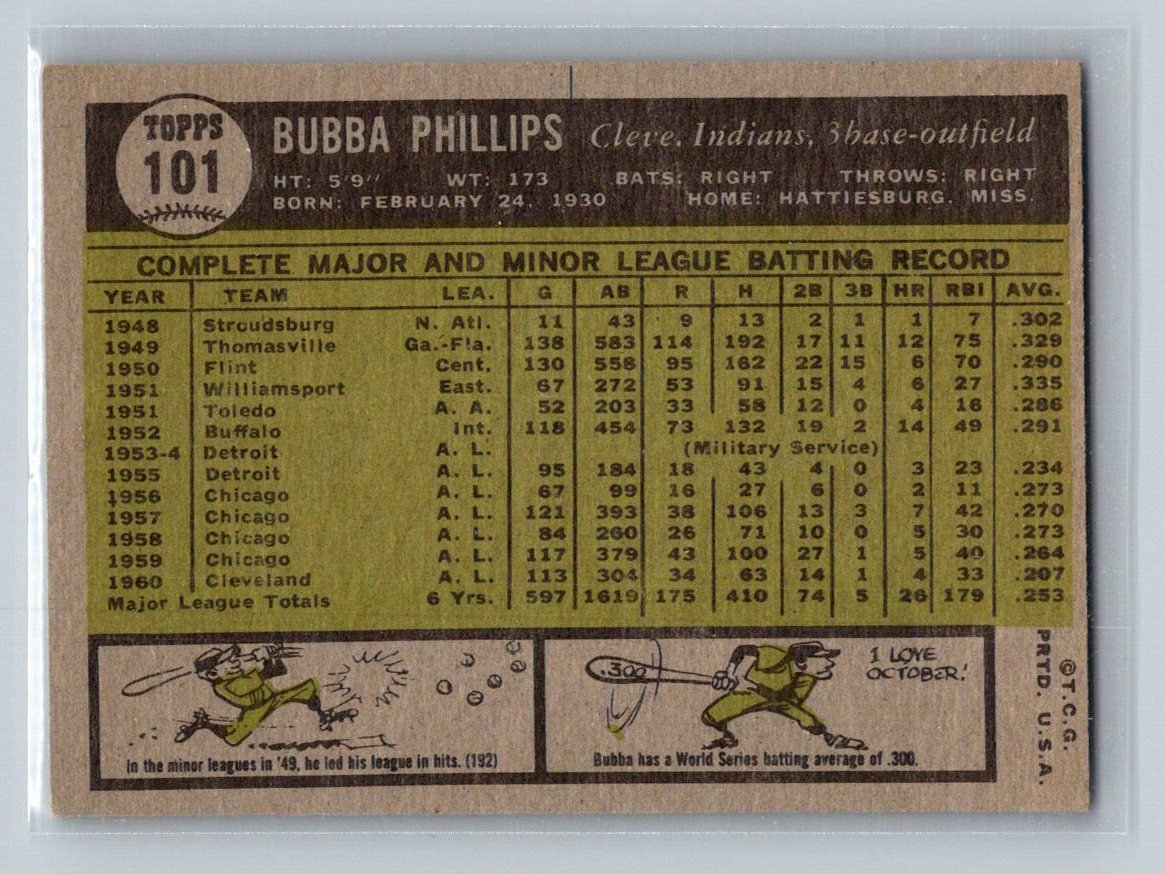 TOPPS
101
BUBBA PHILLIPS Cleve. Indians, 3base-outfield
HT: 5'9" WT: 173 BATS: RIGHT THROWS: RIGHT
BORN: FEBRUARY 24, 1930 HOME: HATTIESBURG, MISS.
COMPLETE MAJOR AND MINOR LEAGUE BATTING RECORD
YEAR TEAM LEA. G AB R H 2B 3B HR RBI AVG.
1948 Stroudsburg N. Atl. 11 43 9 13 2 1 1 7 .302
1949 Thomasville Ga.-Fla. 138 583 114 192 17 11 12 75 .329
1950 Flint Cent. 130 558 95 162 22 15 6 70 .290
1951 Williamsport East. 67 272 53 91 15 4 6 27 .335
1951 Toledo A. A. 52 203 33 58 12 0 4 16 .286
1952 Buffalo Int. 118 454 73 132 19 2 14 49 .291
1953-4 Detroit A. L. (Military Service)
1955 Detroit A. L. 95 184 18 43 4 0 3 23 .234
1956 Chicago A. L. 67 99 16 27 6 0 2 11 .273
1957 Chicago A. L. 121 393 38 106 13 3 7 42 .270
1958 Chicago A. L. 84 260 26 71 10 0 5 30 .273
1959 Chicago A. L. 117 379 43 100 27 1 5 40 .264
1960 Cleveland A. L. 113 304 34 63 14 1 4 33 .207
Major League Totals 6 Yrs. 597 1619 175 410 74 5 26 179 .253
In the minor leagues in '49, he led his league in hits. (192)
.300
I LOVE
OCTOBER!
Bubba has a World Series batting average of .300.
©T.C.G.
PRTD. U.S.A.